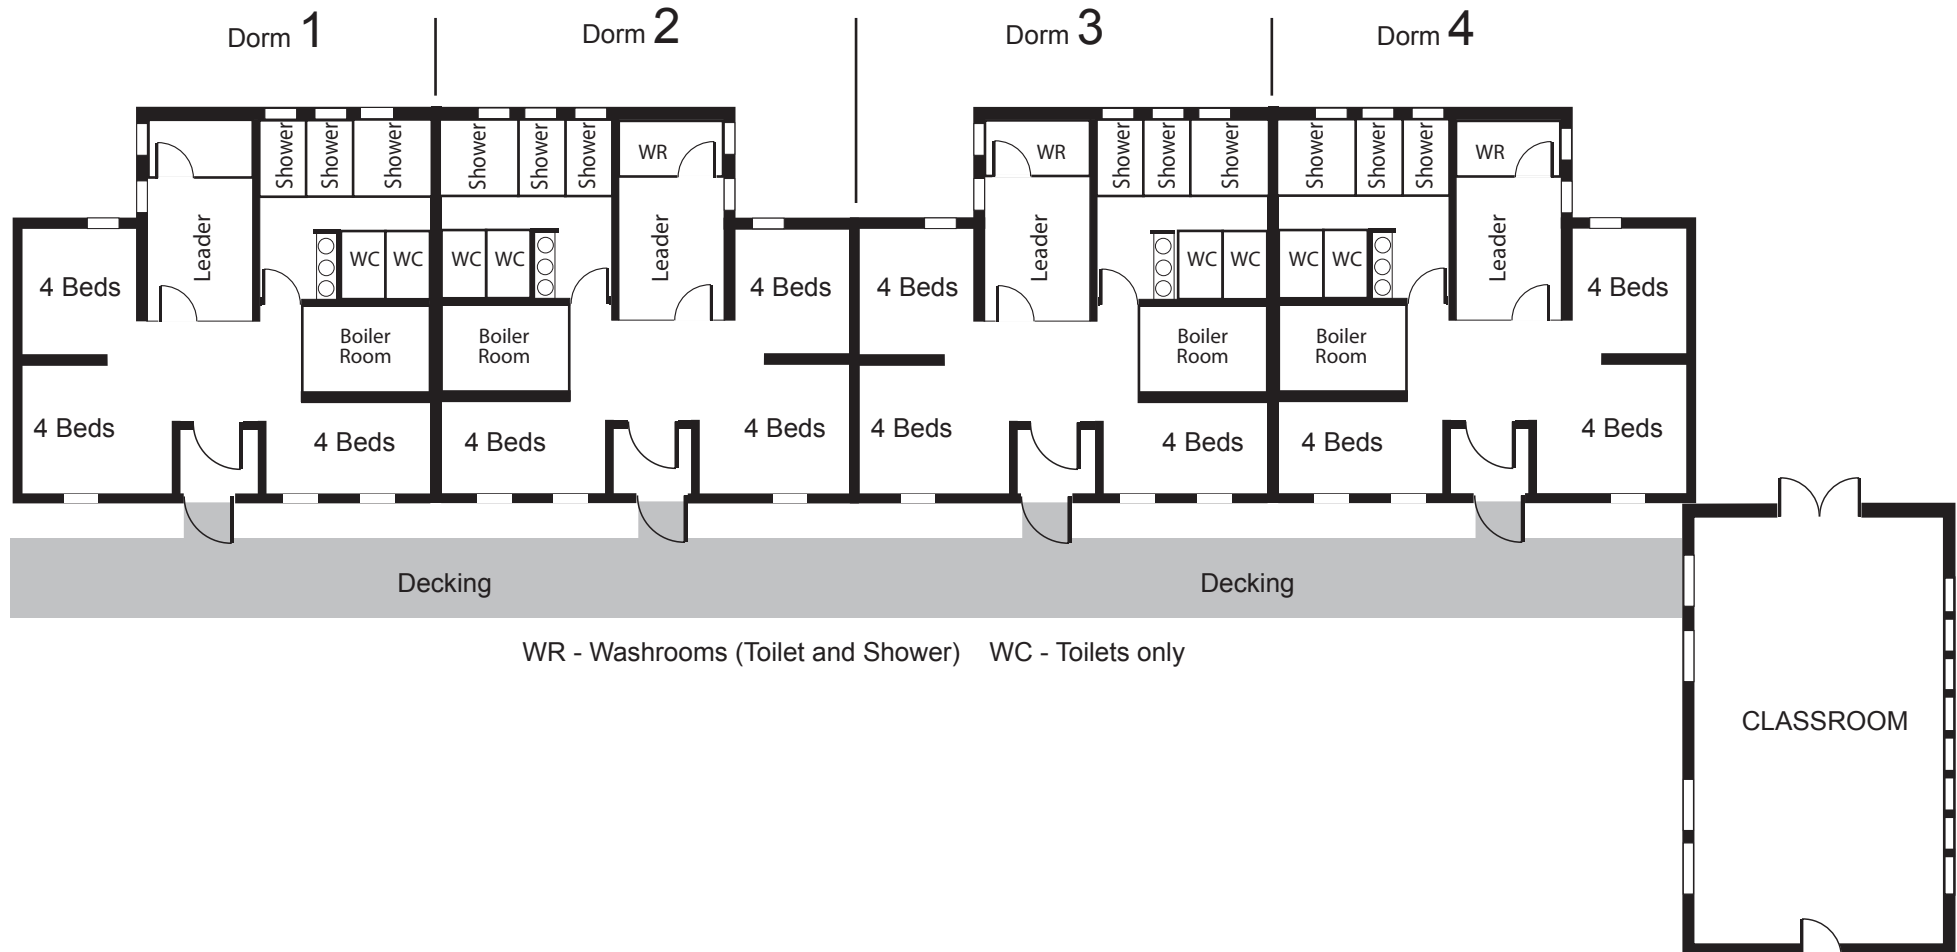 Dorm 1
Dorm 2
Dorm 3
Dorm 4
Shower
Shower
Shower
Shower
Shower
Shower
WR
WR
Shower
Shower
Shower
Shower
Shower
Shower
WR
Leader
WC
WC
WC
WC
Leader
Leader
WC
WC
WC
WC
Leader
4 Beds
4 Beds
4 Beds
4 Beds
Boiler
Room
Boiler
Room
Boiler
Room
Boiler
Room
4 Beds
4 Beds
4 Beds
4 Beds
4 Beds
4 Beds
4 Beds
4 Beds
Decking
Decking
WR - Washrooms (Toilet and Shower) WC - Toilets only
CLASSROOM